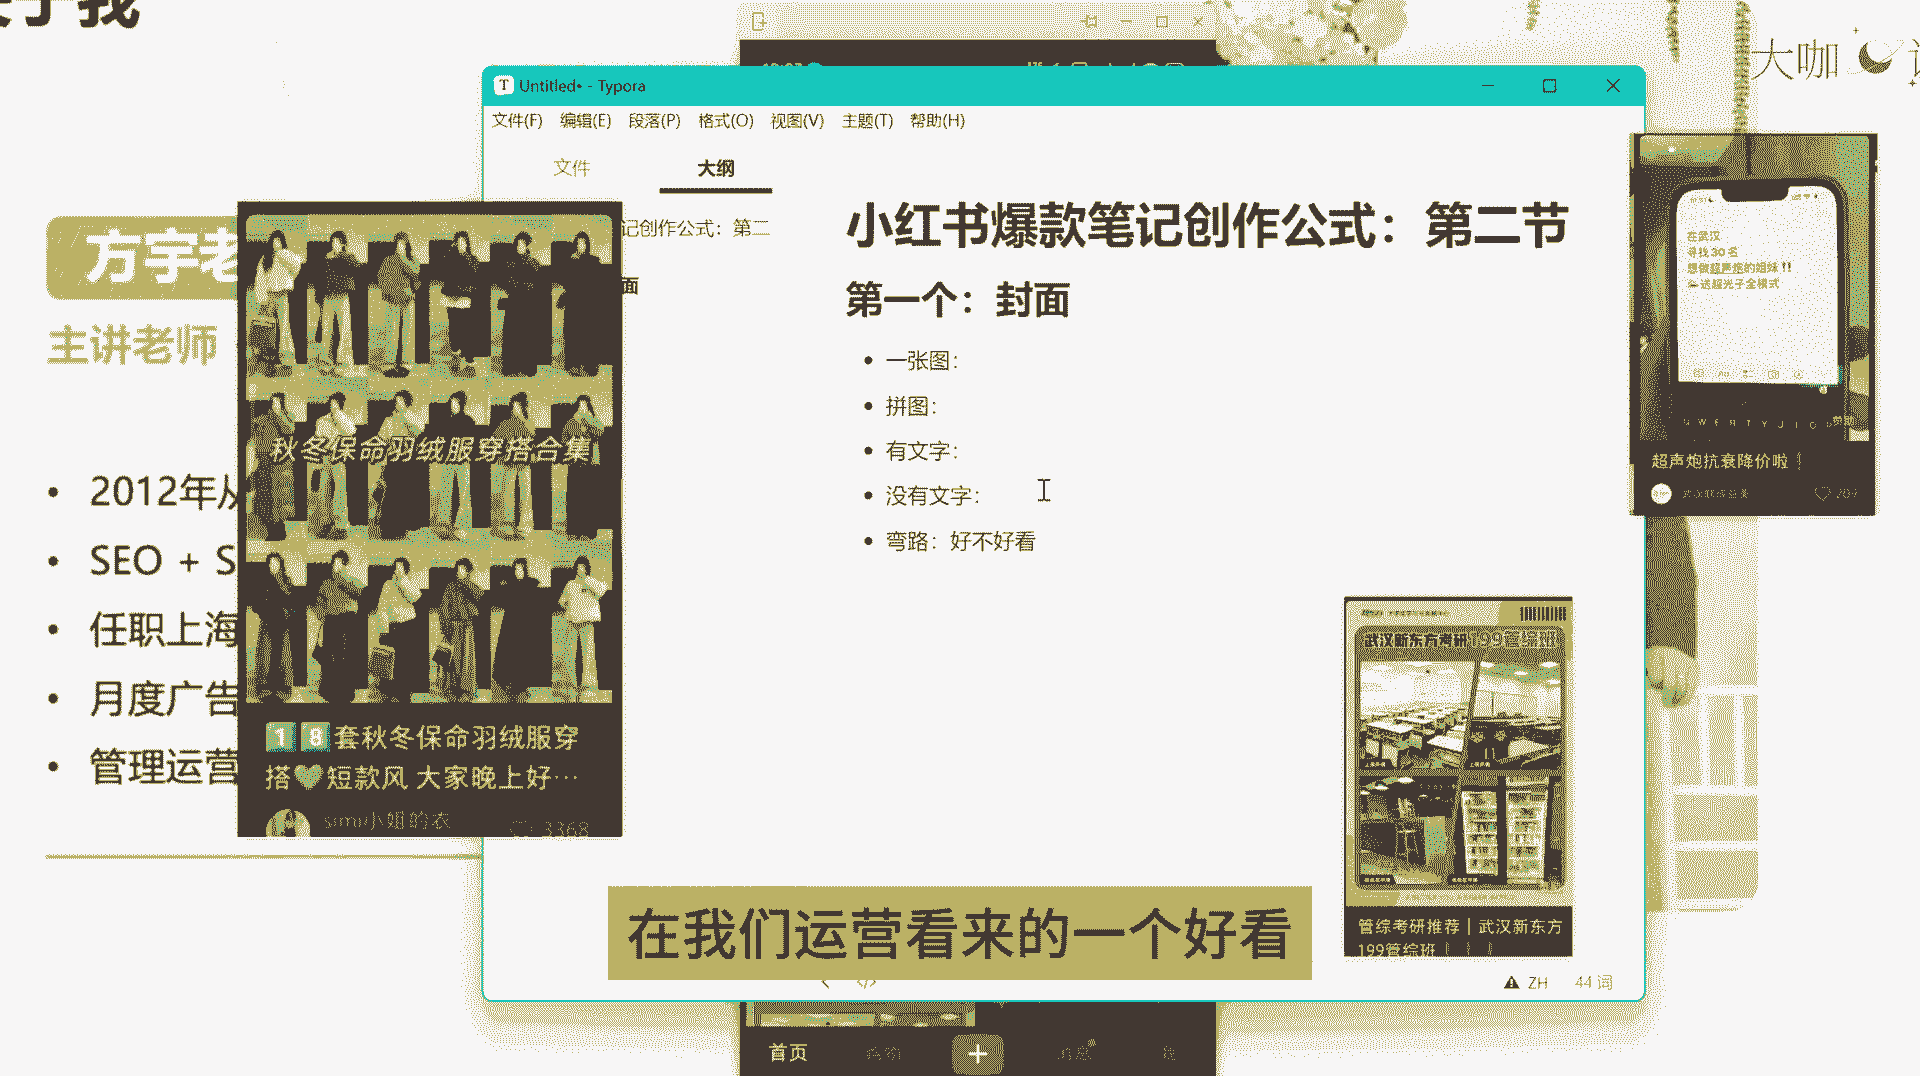 Untitled• - Typora
文件(F) 编辑(E) 段落(P) 格式(O) 视图(V) 主题(T) 帮助(H)
文件 大纲
记创作公式：第二
面
小红书爆款笔记创作公式：第二节
第一个：封面
• 一张图：
• 拼图：
• 有文字：
• 没有文字：
• 弯路：好不好看
ZH 44 词
大咖
方宇老
主讲老师
• 2012年从
• SEO + S
• 任职上海
• 月度广告
• 管理运营
秋冬保命羽绒服穿搭合集
18套秋冬保命羽绒服穿
搭 短款风 大家晚上好…
simi小姐的衣
3368
在武汉
寻找30名
想做超声炮的姐妹!!
送超光子全模式
超声炮抗衰降价啦
武汉新东方考研199管综班
管综考研推荐｜武汉新东方
199管综班
在我们运营看来的一个好看
首页